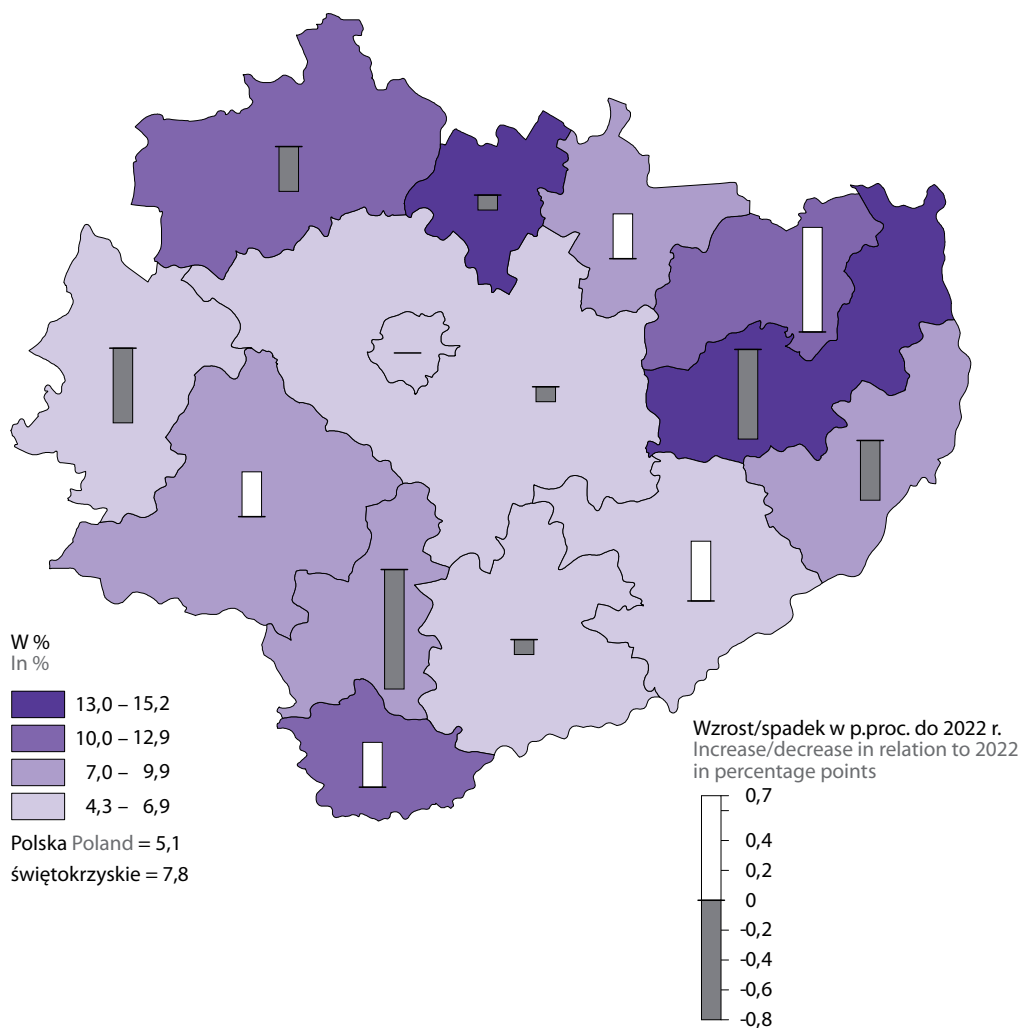 W %
In %
13,0 – 15,2
10,0 – 12,9
7,0 – 9,9
4,3 – 6,9
Polska Poland = 5,1
świętokrzyskie = 7,8
Wzrost/spadek w p.proc. do 2022 r.
Increase/decrease in relation to 2022
in percentage points
0,7
0,4
0,2
0
-0,2
-0,4
-0,6
-0,8